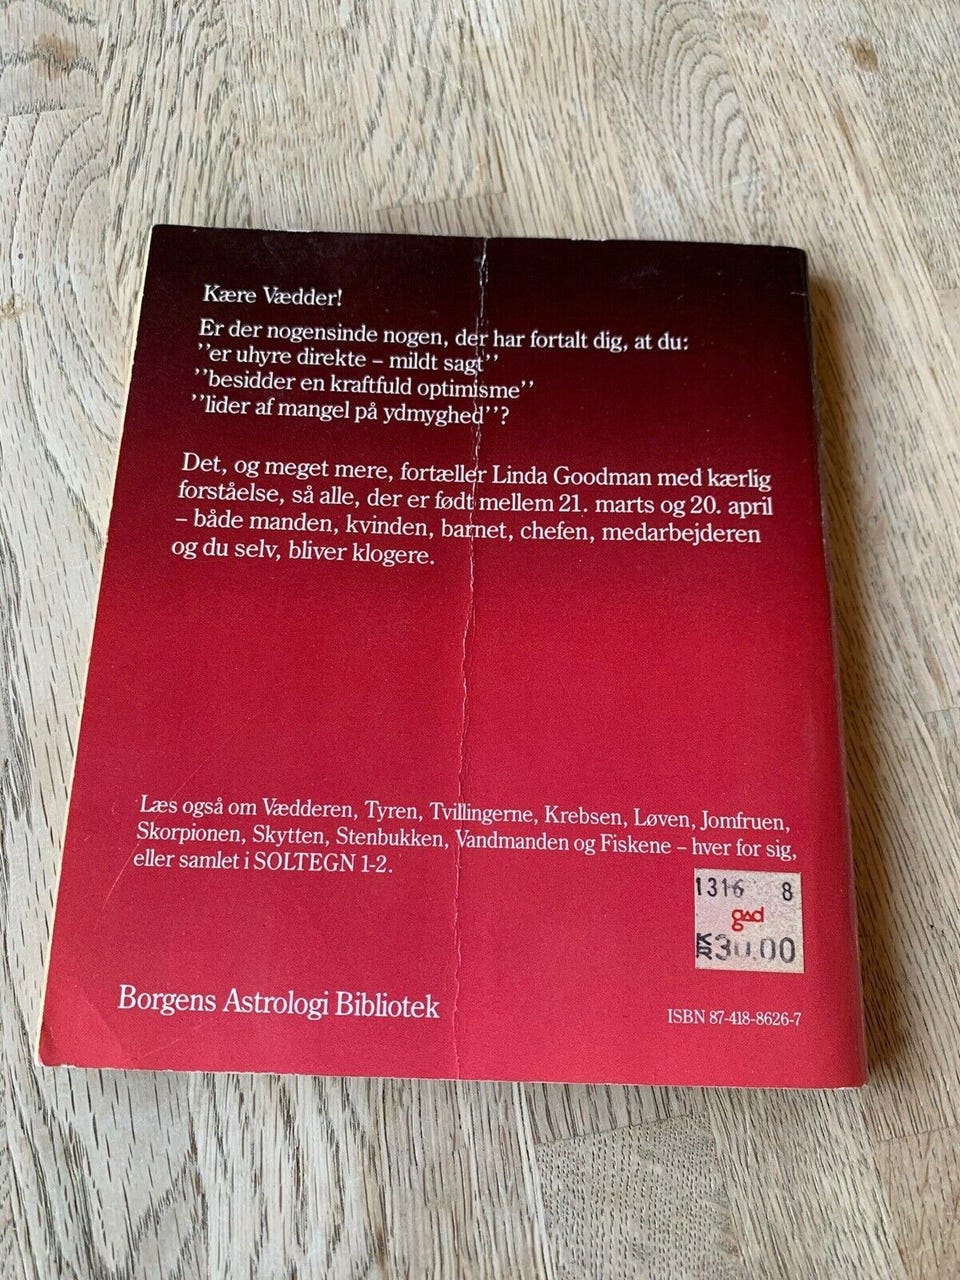 Kære Vædder!
Er der nogensinde nogen, der har fortalt dig, at du:
”er uhyre direkte – mildt sagt”
”besidder en kraftfuld optimisme”
”lider af mangel på ydmyghed”?
Det, og meget mere, fortæller Linda Goodman med kærlig
forståelse, så alle, der er født mellem 21. marts og 20. april
– både manden, kvinden, barnet, chefen, medarbejderen
og du selv, bliver klogere.
Læs også om Vædderen, Tyren, Tvillingerne, Krebsen, Løven, Jomfruen,
Skorpionen, Skytten, Stenbukken, Vandmanden og Fiskene – hver for sig,
eller samlet i SOLTEGN 1-2.
1316 8
gad
KR 30.00
Borgens Astrologi Bibliotek
ISBN 87-418-8626-7